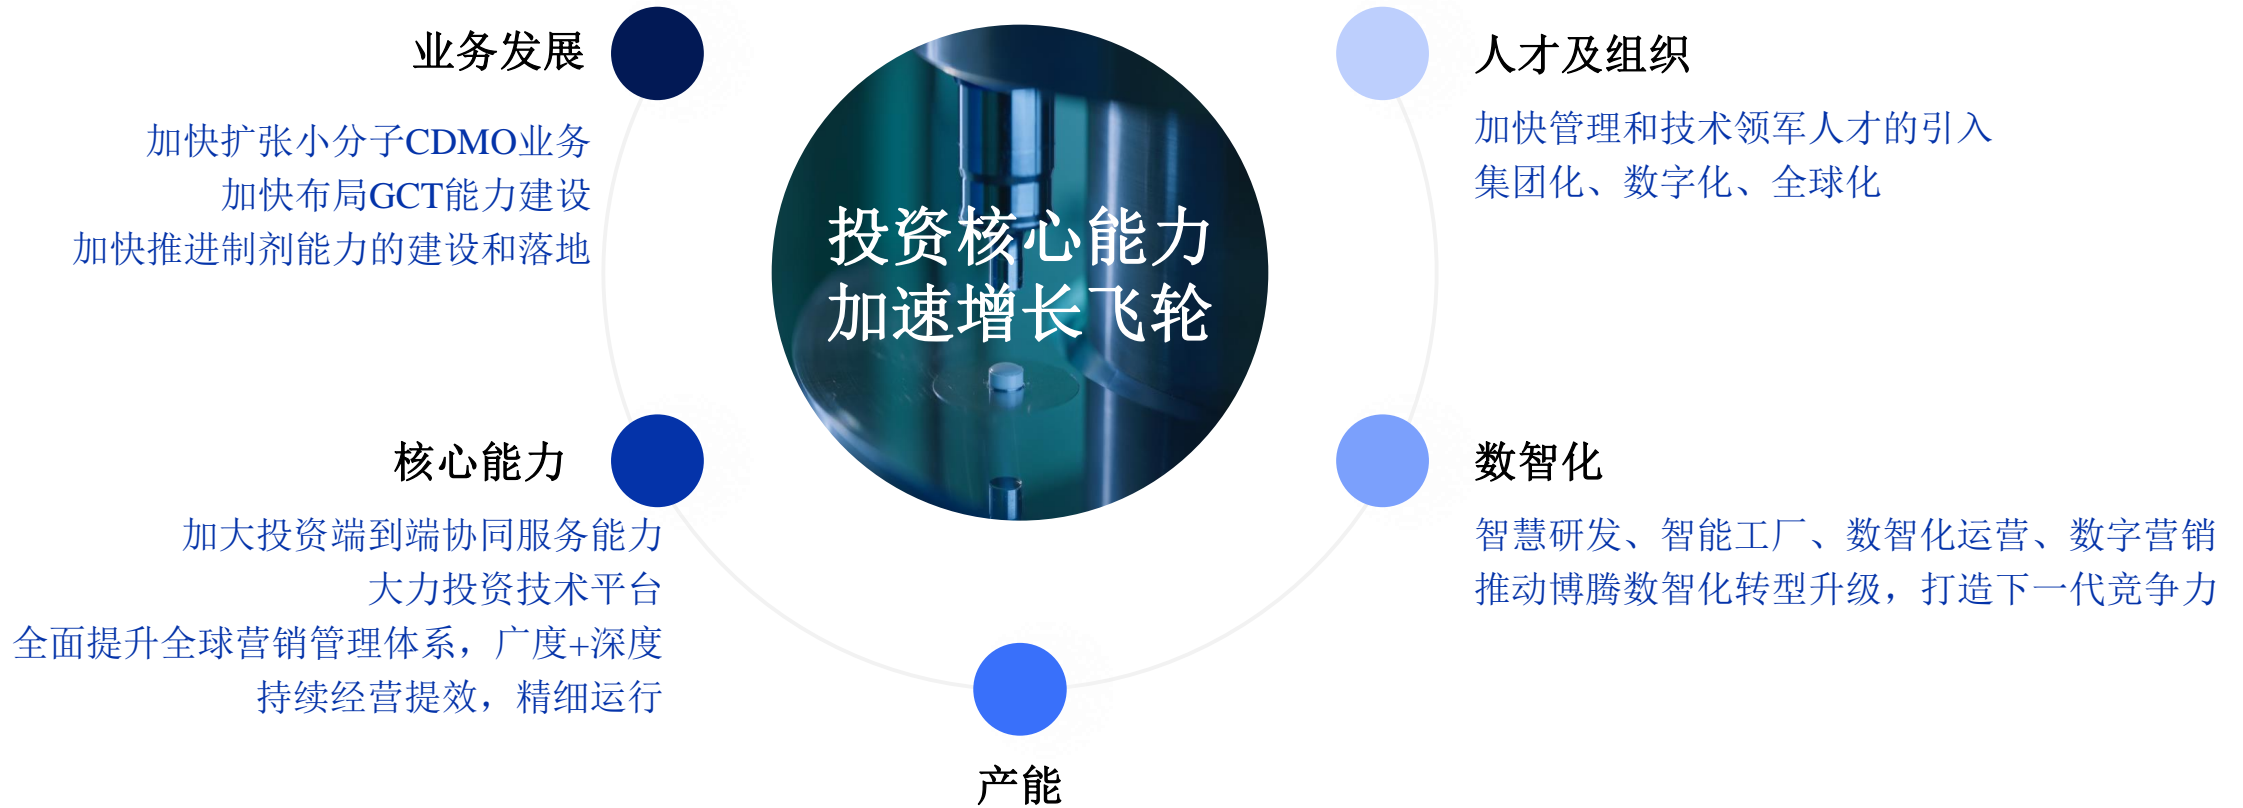 业务发展
加快扩张小分子CDMO业务
加快布局GCT能力建设
加快推进制剂能力的建设和落地
核心能力
加大投资端到端协同服务能力
大力投资技术平台
全面提升全球营销管理体系，广度+深度
持续经营提效，精细运行
投资核心能力
加速增长飞轮
产能
人才及组织
加快管理和技术领军人才的引入
集团化、数字化、全球化
数智化
智慧研发、智能工厂、数智化运营、数字营销
推动博腾数智化转型升级，打造下一代竞争力